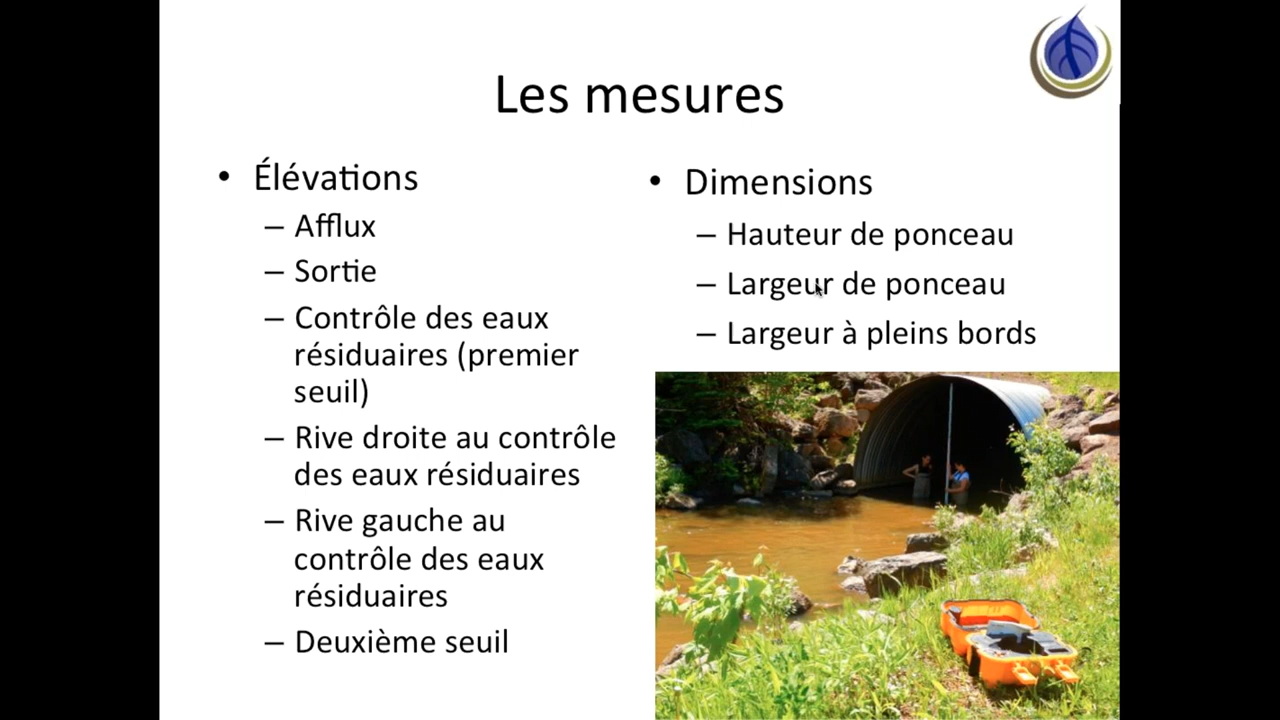 Les mesures
• Élévations
– Afflux
– Sortie
– Contrôle des eaux
résiduaires (premier
seuil)
– Rive droite au contrôle
des eaux résiduaires
– Rive gauche au
contrôle des eaux
résiduaires
– Deuxième seuil
• Dimensions
– Hauteur de ponceau
– Largeur de ponceau
– Largeur à pleins bords